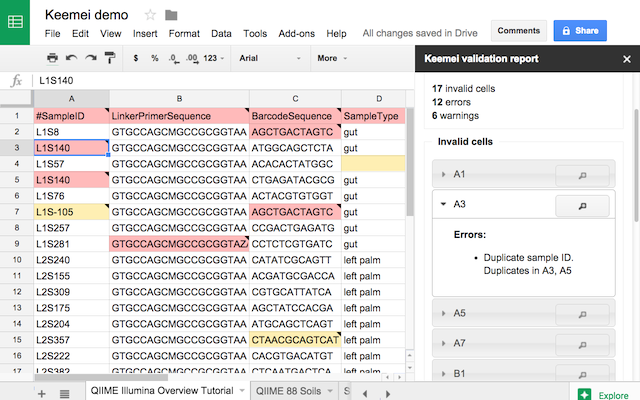 Keemei demo
File Edit View Insert Format Data Tools Add-ons Help All changes saved in Drive
Comments
Share
$ % .0 .00 123 Arial More
fx L1S140
A B C D
1 #SampleID LinkerPrimerSequence BarcodeSequence SampleType
2 L1S8 GTGCCAGCMGCCGCGGTAA AGCTGACTAGTC gut
3 L1S140 GTGCCAGCMGCCGCGGTAA ATGGCAGCTCTA gut
4 L1S57 GTGCCAGCMGCCGCGGTAA ACACACTATGGC
5 L1S140 GTGCCAGCMGCCGCGGTAA CTGAGATACGCG gut
6 L1S76 GTGCCAGCMGCCGCGGTAA ACTACGTGTGGT gut
7 L1S-105 GTGCCAGCMGCCGCGGTAA AGCTGACTAGTC gut
8 L1S257 GTGCCAGCMGCCGCGGTAA CCGACTGAGATG gut
9 L1S281 GTGCCAGCMGCCGCGGTAZ CCTCTCGTGATC gut
10 L2S240 GTGCCAGCMGCCGCGGTAA CATATCGCAGTT left palm
11 L2S155 GTGCCAGCMGCCGCGGTAA ACGATGCGACCA left palm
12 L2S309 GTGCCAGCMGCCGCGGTAA CGTGCATTATCA left palm
13 L2S175 GTGCCAGCMGCCGCGGTAA AGCTATCCACGA left palm
14 L2S204 GTGCCAGCMGCCGCGGTAA ATGCAGCTCAGT left palm
15 L2S357 GTGCCAGCMGCCGCGGTAA CTAACGCAGTCAT left palm
16 L2S222 GTGCCAGCMGCCGCGGTAA CACGTGACATGT left palm
17 L2S382 GTGCCAGCMGCCGCGGTAA CTCAATGACTCA left palm
QIIME Illumina Overview Tutorial QIIME 88 Soils S
Keemei validation report
17 invalid cells
12 errors
6 warnings
Invalid cells
A1
A3
Errors:
• Duplicate sample ID.
Duplicates in A3, A5
A5
A7
B1
Explore